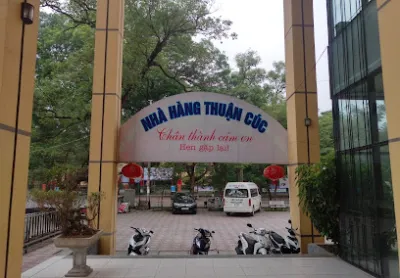 NHÀ HÀNG THUẬN CÚC
Chân thành cảm ơn
Hẹn gặp lại!